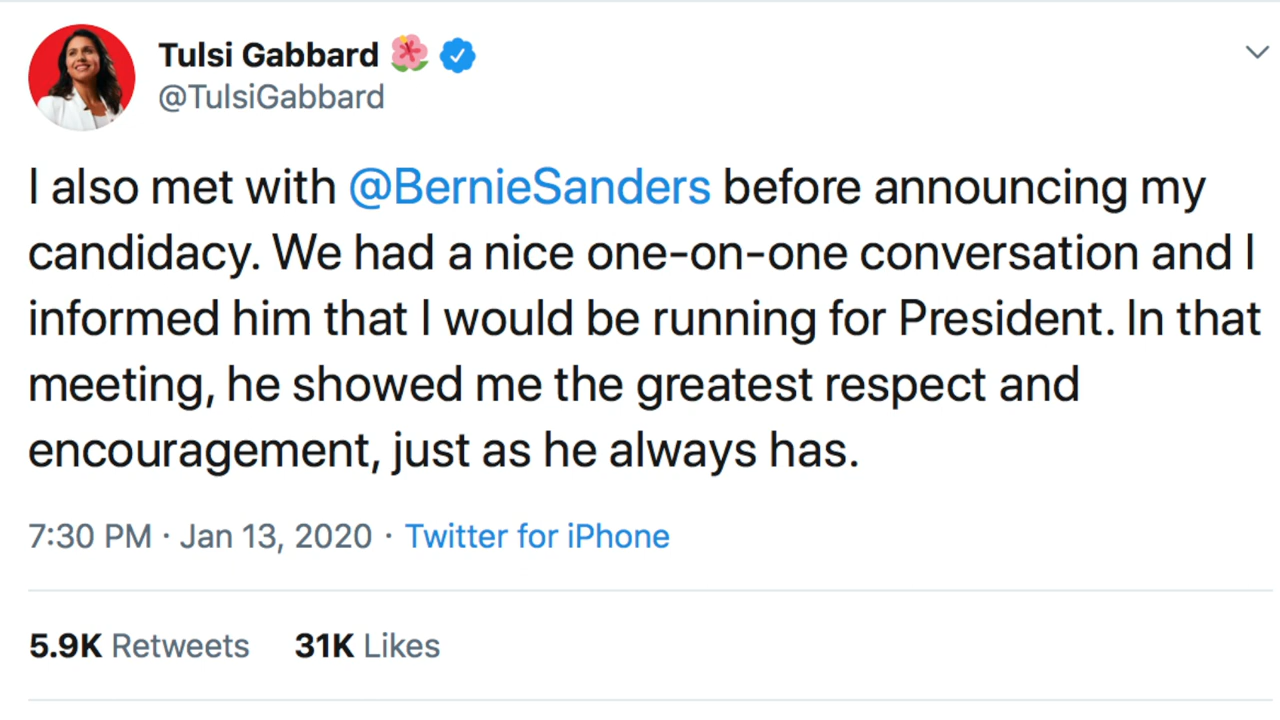 Tulsi Gabbard 🌺
@TulsiGabbard
I also met with @BernieSanders before announcing my
candidacy. We had a nice one-on-one conversation and I
informed him that I would be running for President. In that
meeting, he showed me the greatest respect and
encouragement, just as he always has.
7:30 PM · Jan 13, 2020 · Twitter for iPhone
5.9K Retweets 31K Likes